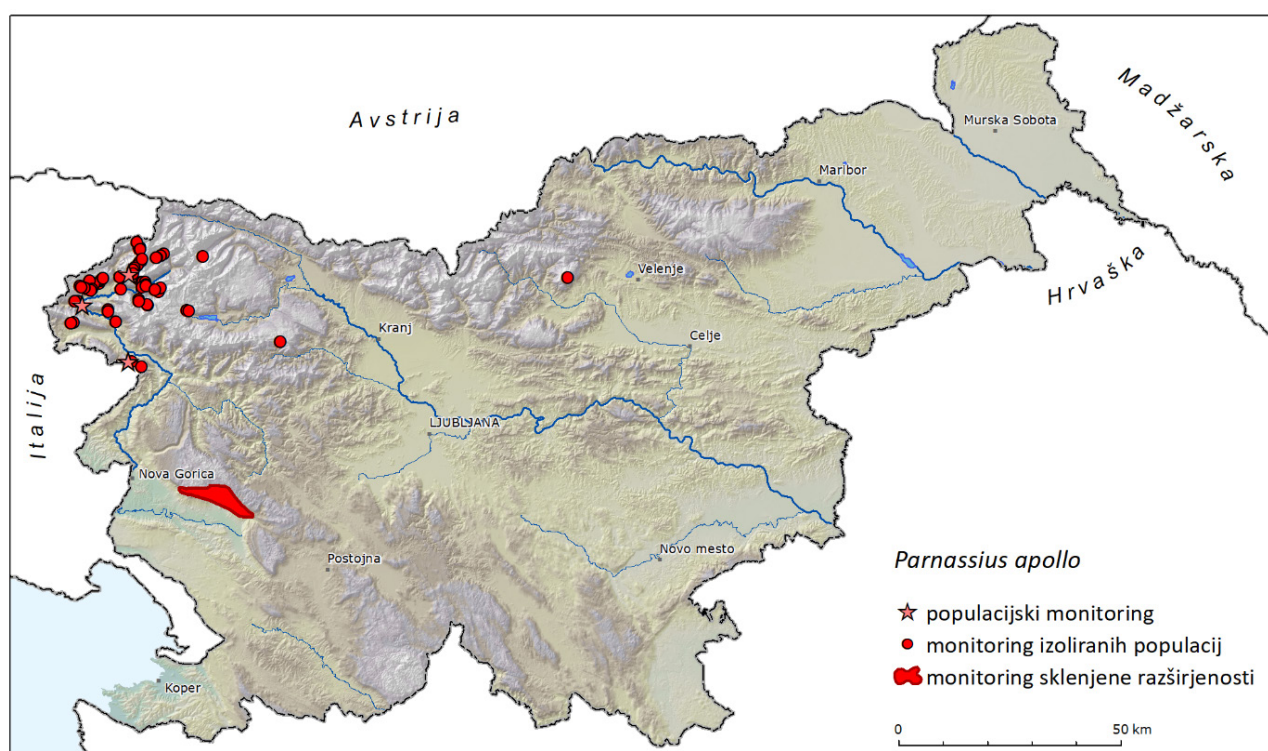 Avstrija
Madžarska
Murska Sobota
Maribor
Hrvaška
Velenje
Kranj
Celje
Italija
LJUBLJANA
Nova Gorica
Postojna
Novo mesto
Koper
Parnassius apollo
populacijski monitoring
monitoring izoliranih populacij
monitoring sklenjene razširjenosti
0 50 km